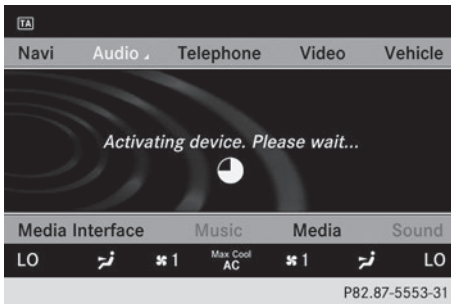 TA
Navi Audio Telephone Video Vehicle
Activating device. Please wait...
Media Interface Music Media Sound
LO 1 Max Cool AC 1 LO
P82.87-5553-31